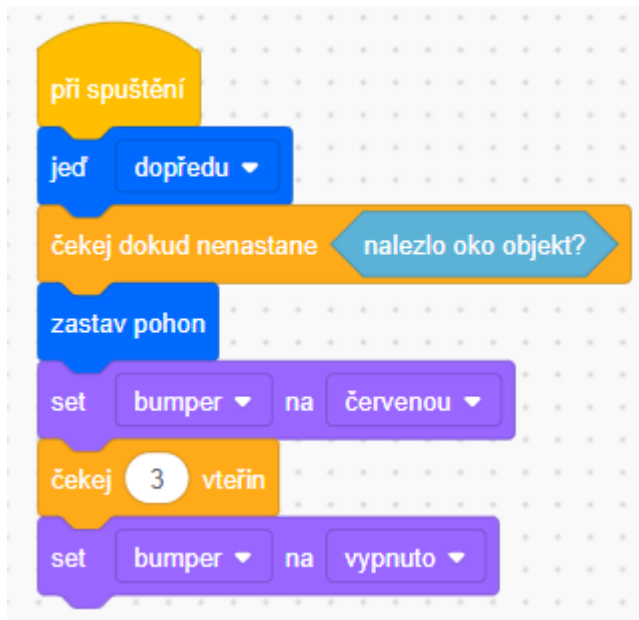 při spuštění
jeď dopředu
čekej dokud nenastane nalezlo oko objekt?
zastav pohon
set bumper na červenou
čekej 3 vteřin
set bumper na vypnuto